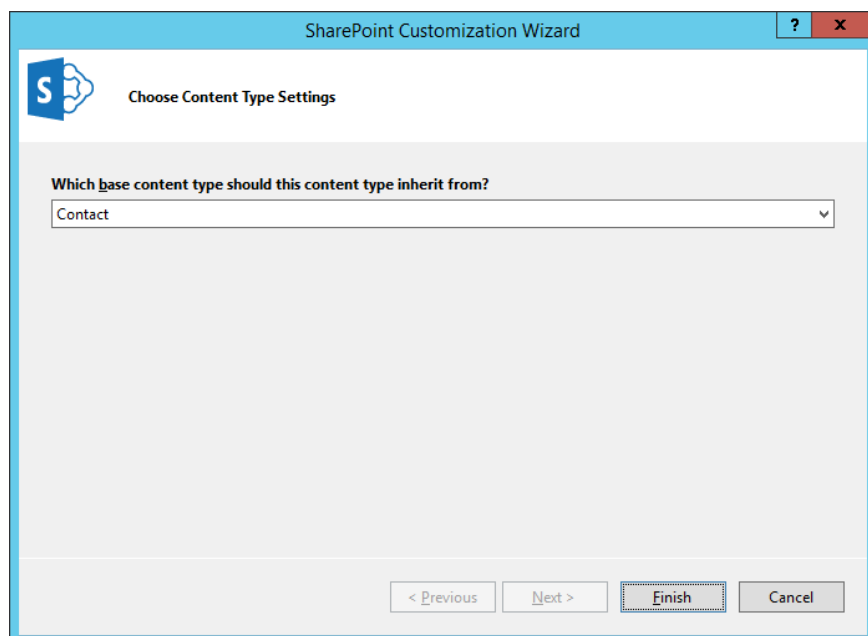 SharePoint Customization Wizard
? x
S
Choose Content Type Settings
Which base content type should this content type inherit from?
Contact
< Previous Next > Finish Cancel